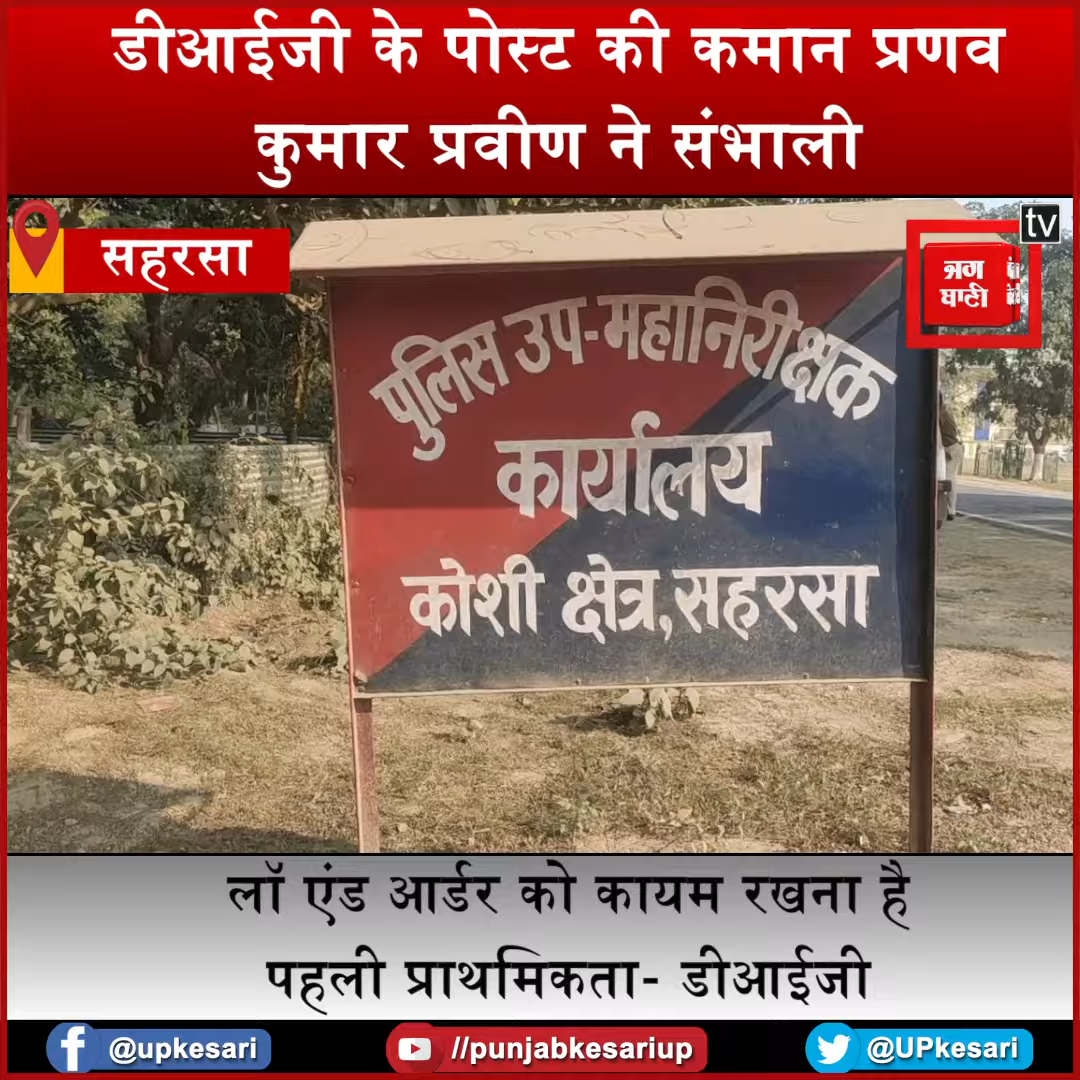 डीआईजी के पोस्ट की कमान प्रणव
कुमार प्रवीण ने संभाली
सहरसा
tv
पुलिस उप-महानिरीक्षक
कार्यालय
कोशी क्षेत्र, सहरसा
लॉ एंड आर्डर को कायम रखना है
पहली प्राथमिकता- डीआईजी
@upkesari
//punjabkesariup
@UPkesari